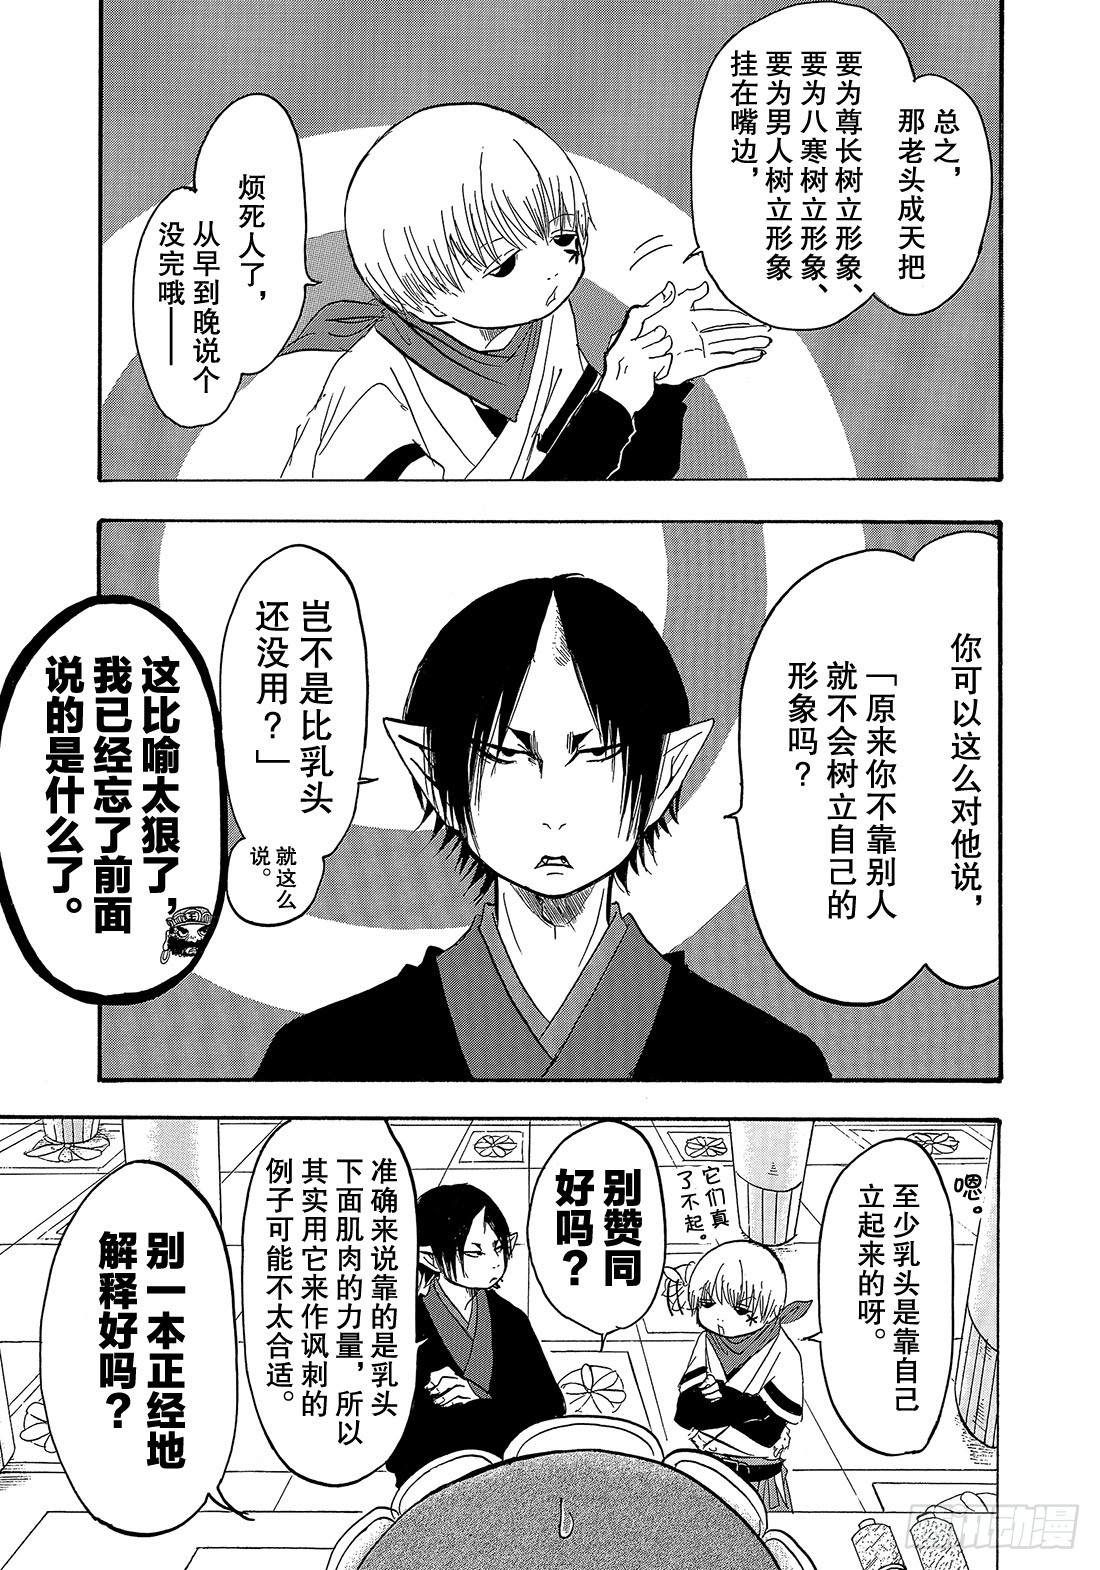 总之，
那老头成天把
要为尊长树立形象、
要为八寒树立形象、
要为男人树立形象
挂在嘴边，
烦死人了，
从早到晚说个
没完哦——
你可以这么对他说，
「原来你不靠别人
就不会树立自己的
形象吗？
岂不是比乳头
还没用？」
就这么
说。
这比喻太狠了，
我已经忘了前面
说的是什么了。
嗯。
至少乳头是靠自己
立起来的呀。
它们真
了不起。
别赞同
好吗？
准确来说靠的是乳头
下面肌肉的力量，所以
其实用它来作讽刺的
例子可能不太合适。
别一本正经地
解释好吗？
腾讯动漫